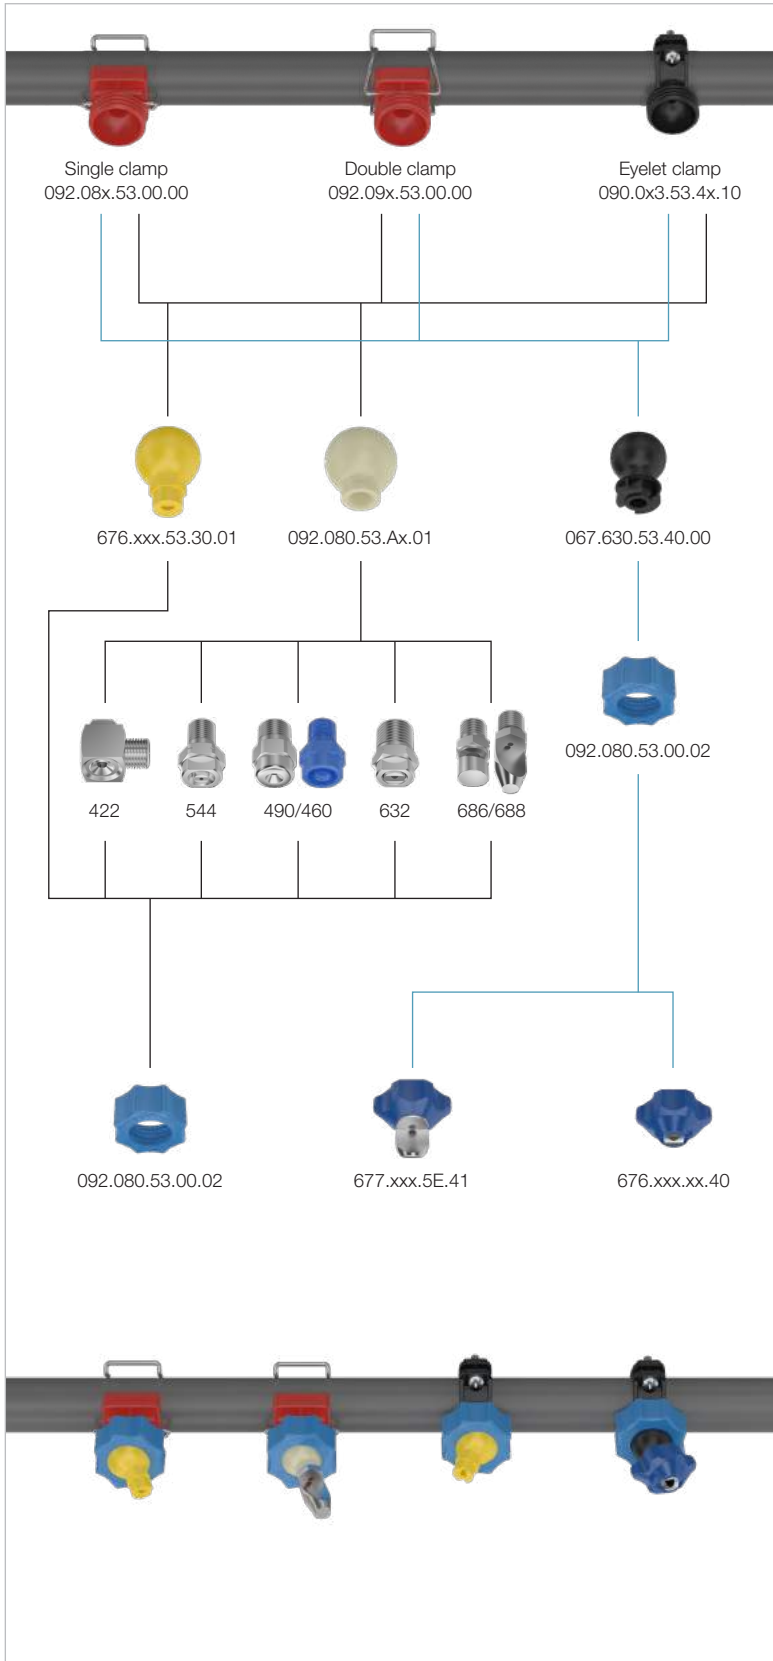 Single clamp
092.08x.53.00.00
Double clamp
092.09x.53.00.00
Eyelet clamp
090.0x3.53.4x.10
676.xxx.53.30.01
092.080.53.Ax.01
067.630.53.40.00
092.080.53.00.02
422
544
490/460
632
686/688
092.080.53.00.02
677.xxx.5E.41
676.xxx.xx.40